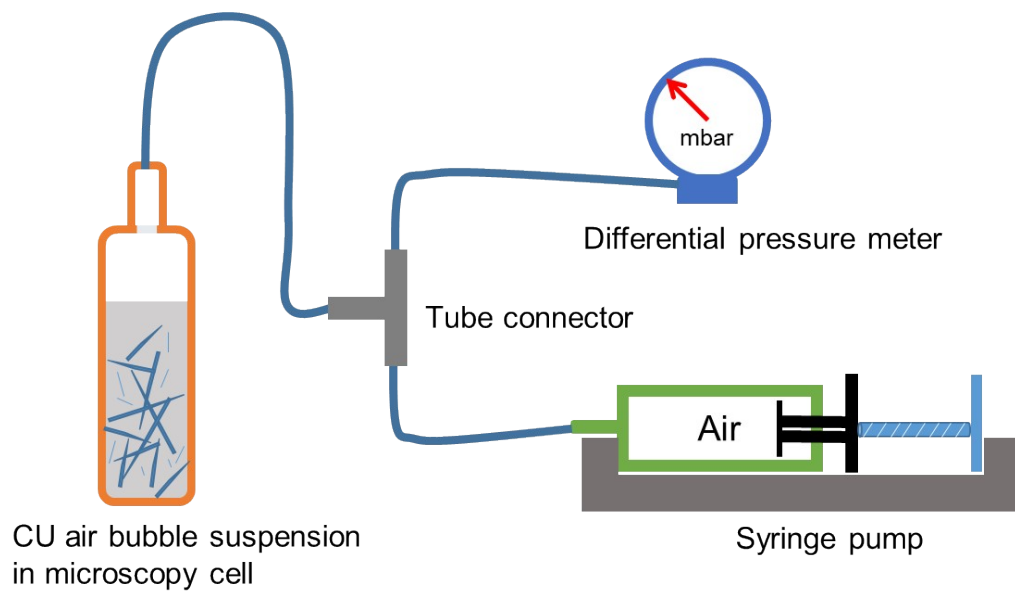 mbar
Differential pressure meter
Tube connector
Air
CU air bubble suspension
in microscopy cell
Syringe pump